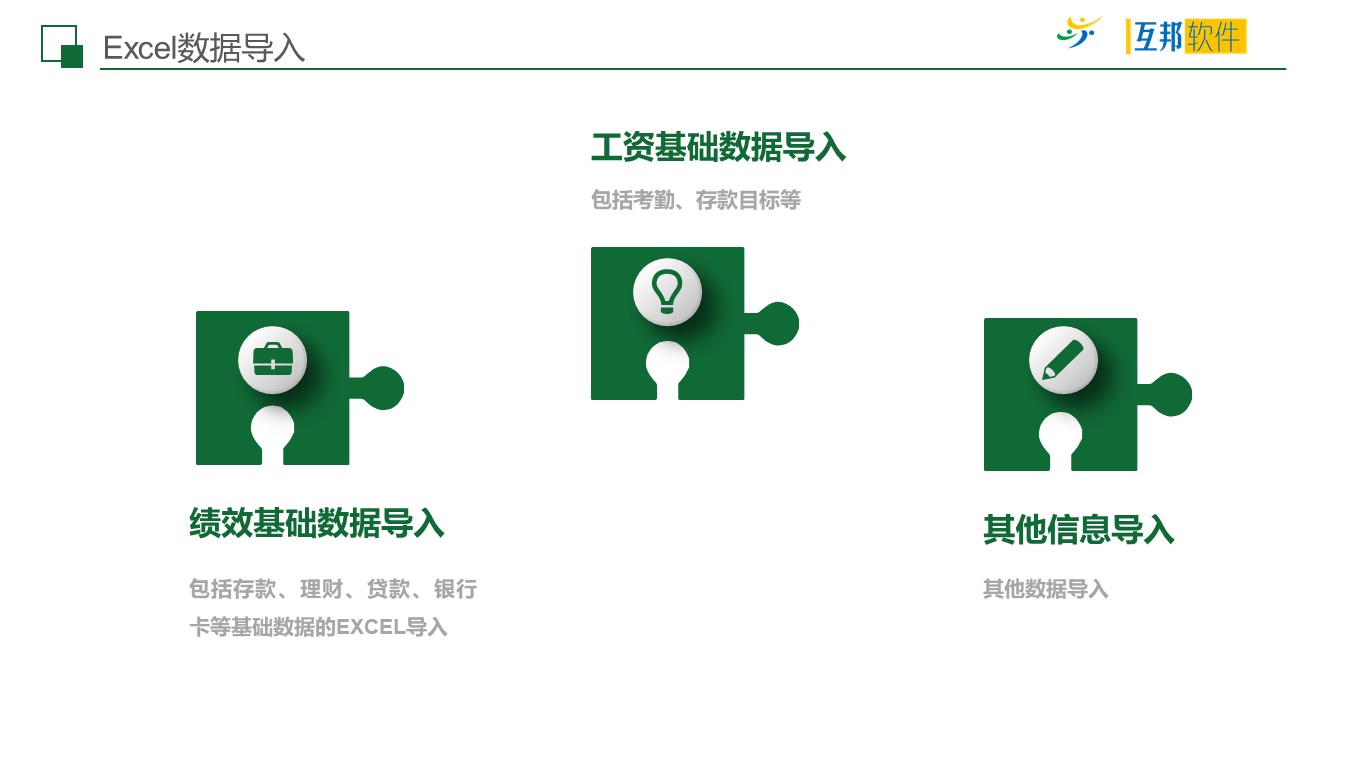 Excel数据导入
互邦软件
工资基础数据导入
包括考勤、存款目标等
绩效基础数据导入
包括存款、理财、贷款、银行
卡等基础数据的EXCEL导入
其他信息导入
其他数据导入